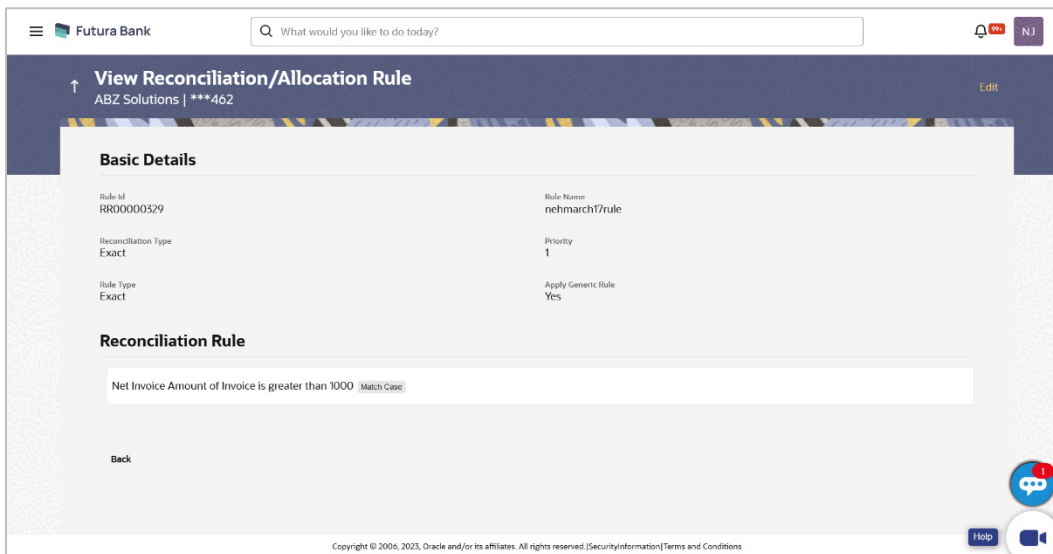 Futura Bank
What would you like to do today?
99+
NJ
View Reconciliation/Allocation Rule
Edit
ABZ Solutions | ***462
Basic Details
Rule Id
RR00000329
Rule Name
nehmarch17rule
Reconciliation Type
Exact
Priority
1
Rule Type
Exact
Apply Generic Rule
Yes
Reconciliation Rule
Net Invoice Amount of Invoice is greater than 1000 Match Case
Back
1
Help
Copyright © 2006, 2023, Oracle and/or its affiliates. All rights reserved.|SecurityInformation|Terms and Conditions